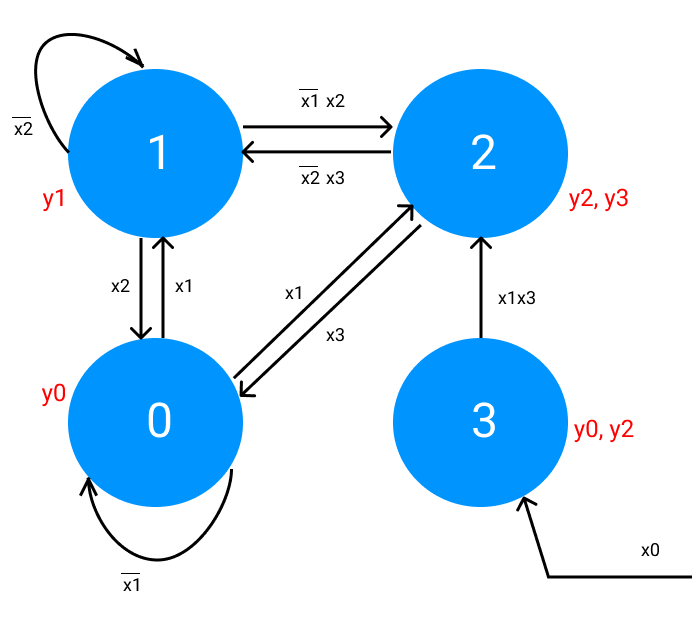 x̅1̅ x2
1
2
x̅2̅
x̅2̅ x3
y1
y2, y3
x2
x1
x1
x1x3
x3
y0
0
3
y0, y2
x0
x̅1̅